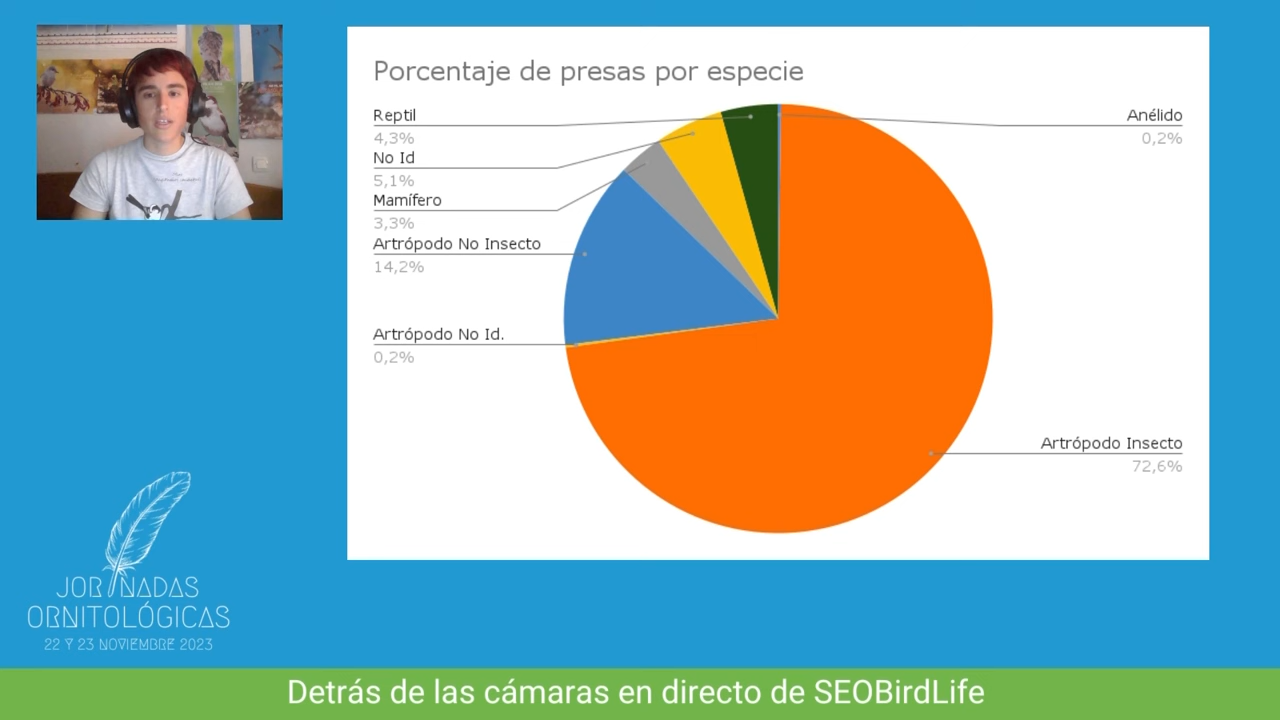 Porcentaje de presas por especie
Reptil
4,3%
No Id
5,1%
Mamífero
3,3%
Artrópodo No Insecto
14,2%
Artrópodo No Id.
0,2%
Anélido
0,2%
Artrópodo Insecto
72,6%
JORNADAS
ORNITOLÓGICAS
22 Y 23 NOVIEMBRE 2023
Detrás de las cámaras en directo de SEOBirdLife